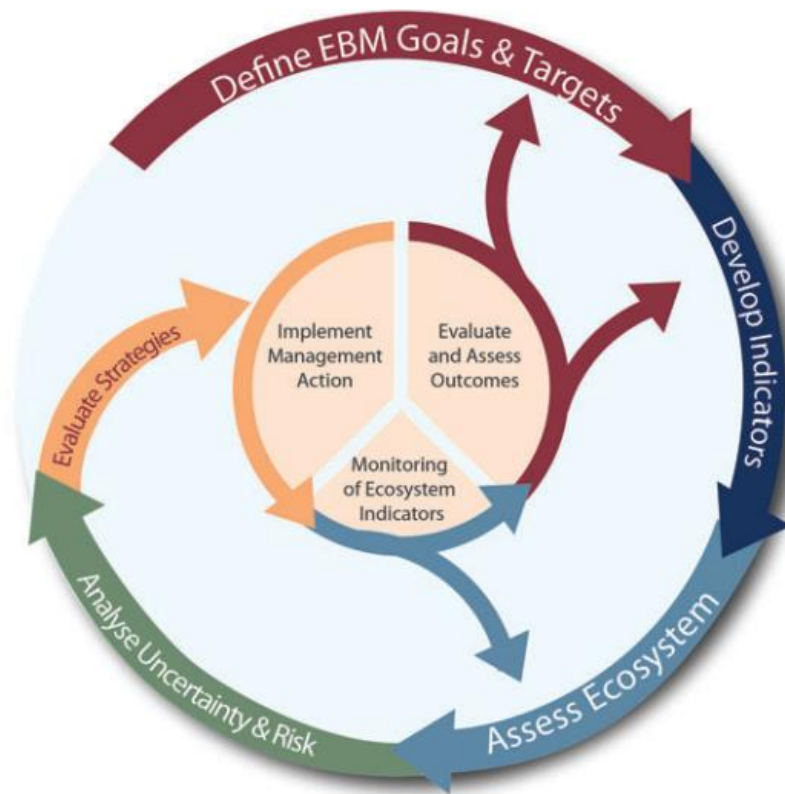 Define EBM Goals & Targets
Develop Indicators
Assess Ecosystem
Analyse Uncertainty & Risk
Evaluate Strategies
Implement
Management
Action
Evaluate
and Assess
Outcomes
Monitoring
of Ecosystem
Indicators